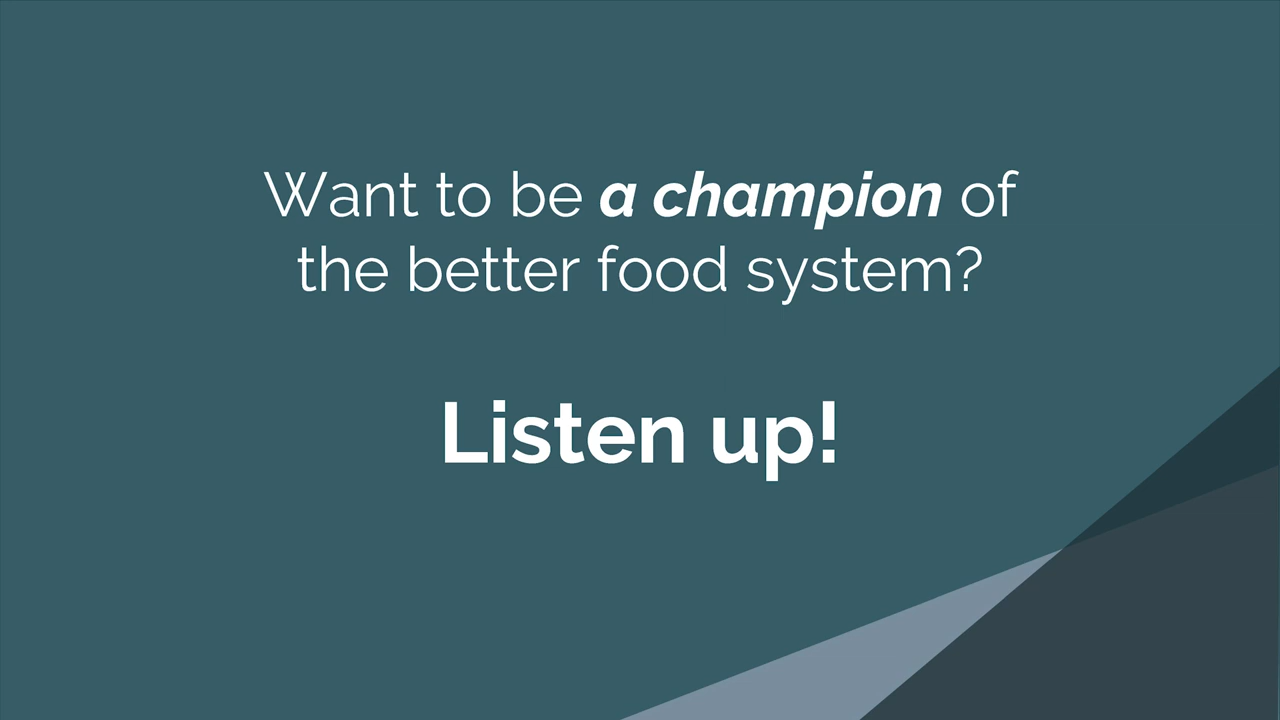 Want to be a champion of
the better food system?
Listen up!